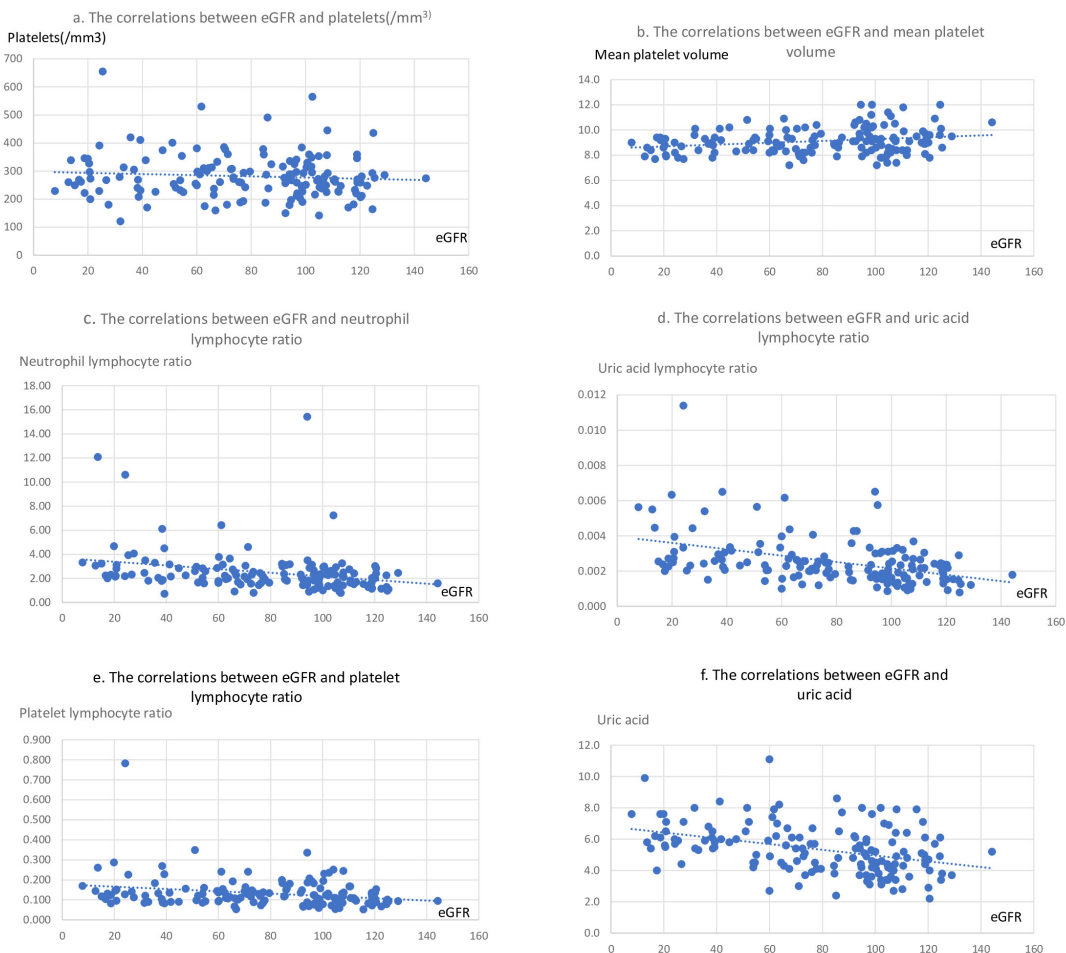 a. The correlations between eGFR and platelets(/mm3)
Platelets(/mm3)
700
600
500
400
300
200
100
0
eGFR
0 20 40 60 80 100 120 140 160
b. The correlations between eGFR and mean platelet
volume
Mean platelet volume
14.0
12.0
10.0
8.0
6.0
4.0
2.0
0.0
eGFR
0 20 40 60 80 100 120 140 160
c. The correlations between eGFR and neutrophil
lymphocyte ratio
Neutrophil lymphocyte ratio
18.00
16.00
14.00
12.00
10.00
8.00
6.00
4.00
2.00
0.00
eGFR
0 20 40 60 80 100 120 140 160
d. The correlations between eGFR and uric acid
lymphocyte ratio
Uric acid lymphocyte ratio
0.012
0.010
0.008
0.006
0.004
0.002
0.000
eGFR
0 20 40 60 80 100 120 140 160
e. The correlations between eGFR and platelet
lymphocyte ratio
Platelet lymphocyte ratio
0.900
0.800
0.700
0.600
0.500
0.400
0.300
0.200
0.100
0.000
eGFR
0 20 40 60 80 100 120 140 160
f. The correlations between eGFR and
uric acid
Uric acid
12.0
10.0
8.0
6.0
4.0
2.0
0.0
eGFR
0 20 40 60 80 100 120 140 160